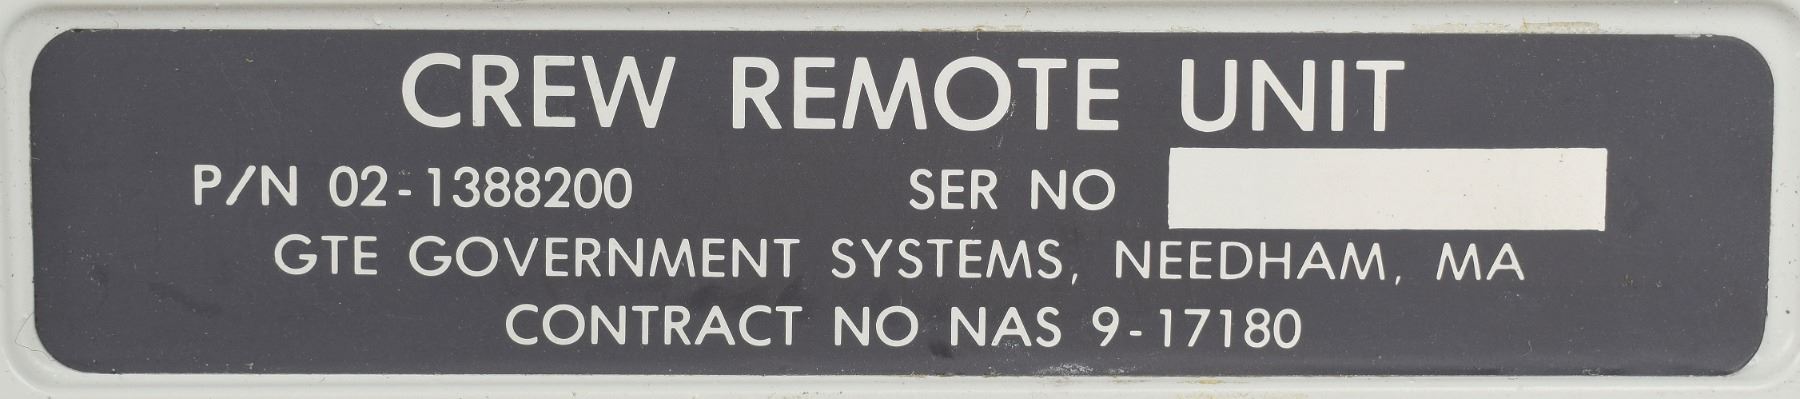 CREW REMOTE UNIT
P/N 02-1388200 SER NO
GTE GOVERNMENT SYSTEMS, NEEDHAM, MA
CONTRACT NO NAS 9-17180